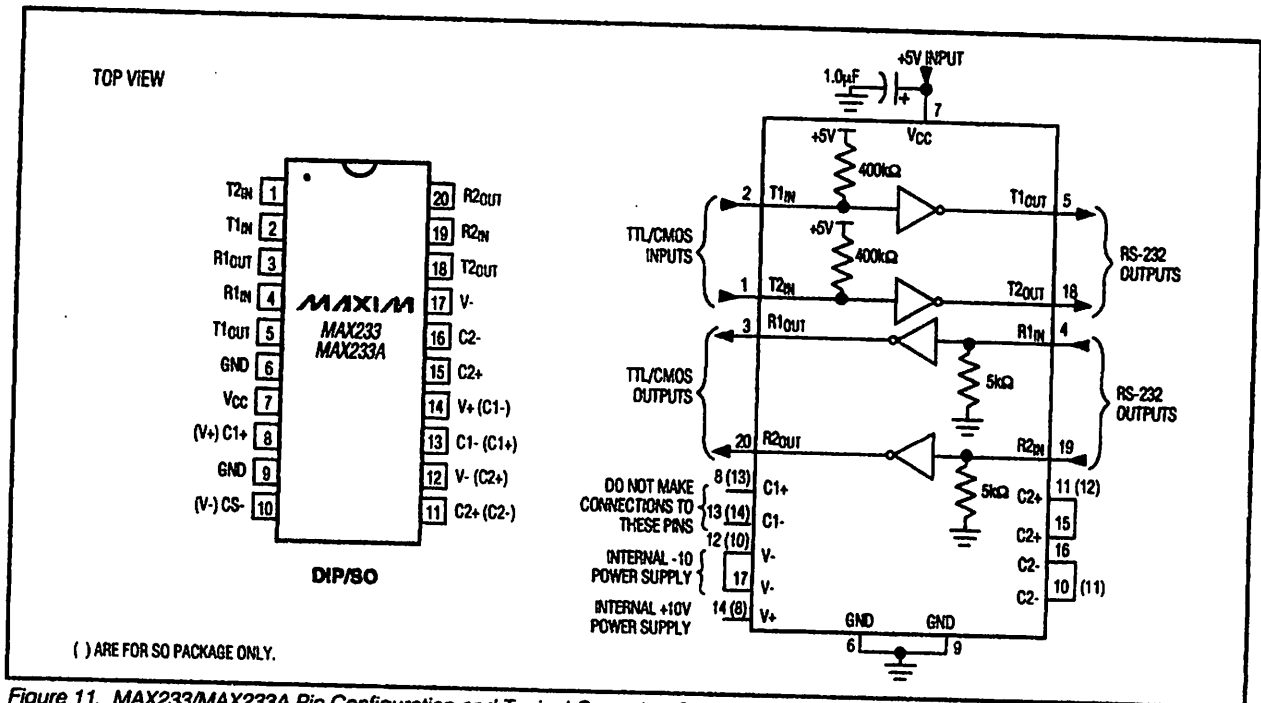 TOP VIEW
T2IN 1
T1IN 2
R1OUT 3
R1IN 4
T1OUT 5
GND 6
VCC 7
(V+) C1+ 8
GND 9
(V-) CS- 10
20 R2OUT
19 R2IN
18 T2OUT
17 V-
16 C2-
15 C2+
14 V+ (C1-)
13 C1- (C1+)
12 V- (C2+)
11 C2+ (C2-)
MAXIM
MAX233
MAX233A
DIP/SO
( ) ARE FOR SO PACKAGE ONLY.
+5V INPUT
1.0µF
+
7
VCC
+5V
400kΩ
2 T1IN
T1OUT 5
+5V
400kΩ
TTL/CMOS
INPUTS
RS-232
OUTPUTS
1 T2IN
T2OUT 18
3 R1OUT
R1IN 4
5kΩ
TTL/CMOS
OUTPUTS
RS-232
OUTPUTS
20 R2OUT
R2IN 19
5kΩ
8 (13) C1+
DO NOT MAKE
CONNECTIONS TO
THESE PINS
13 (14) C1-
12 (10) V-
INTERNAL -10
POWER SUPPLY
17 V-
INTERNAL +10V
POWER SUPPLY
14 (8) V+
C2+ 11 (12)
C2+ 15
C2- 16
C2- 10 (11)
GND GND
6 9
Figure 11. MAX233/MAX233A Pin Configuration and Typical Operating